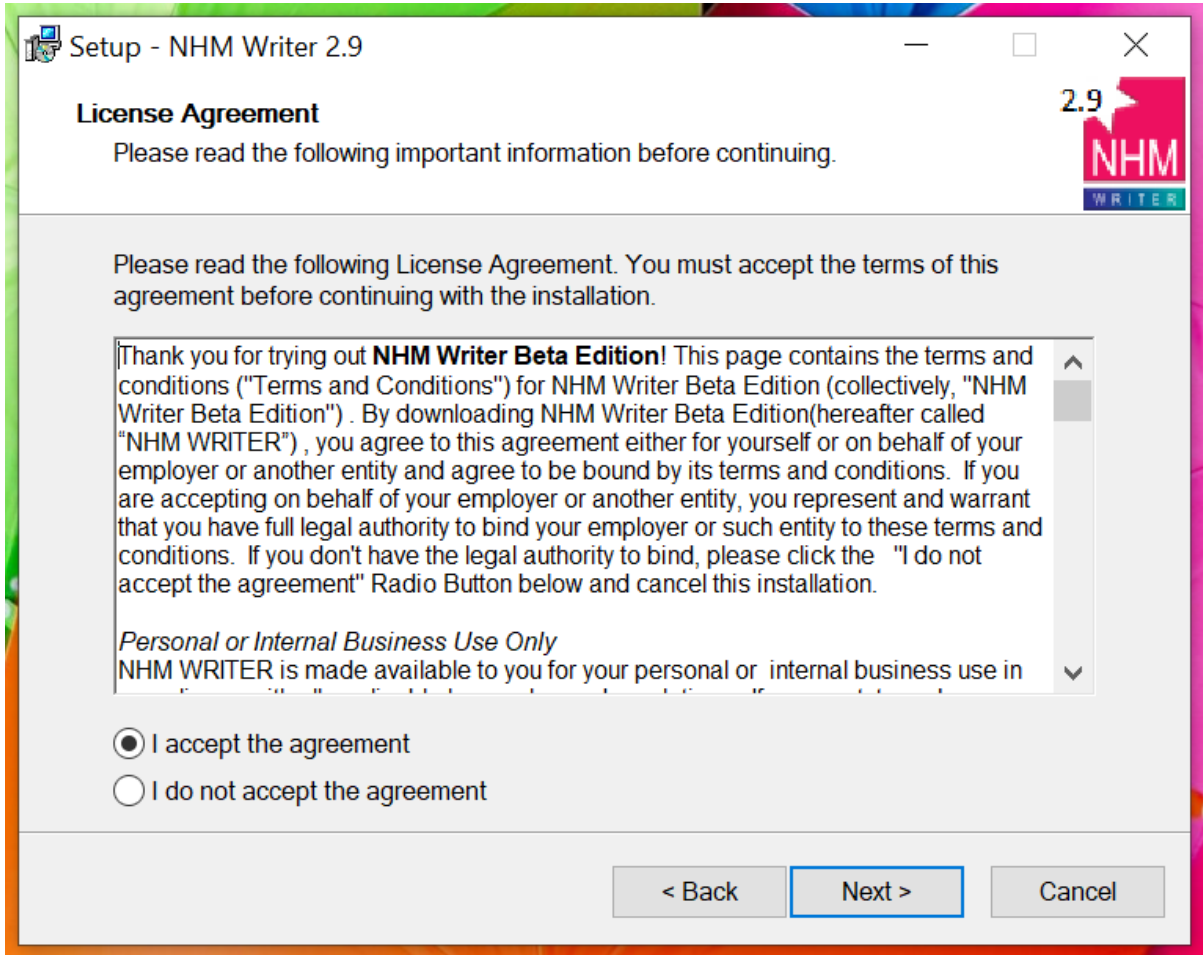 Setup - NHM Writer 2.9
2.9
License Agreement
Please read the following important information before continuing.
NHM
WRITER
Please read the following License Agreement. You must accept the terms of this
agreement before continuing with the installation.
Thank you for trying out NHM Writer Beta Edition! This page contains the terms and
conditions ("Terms and Conditions") for NHM Writer Beta Edition (collectively, "NHM
Writer Beta Edition") . By downloading NHM Writer Beta Edition(hereafter called
“NHM WRITER”) , you agree to this agreement either for yourself or on behalf of your
employer or another entity and agree to be bound by its terms and conditions.  If you
are accepting on behalf of your employer or another entity, you represent and warrant
that you have full legal authority to bind your employer or such entity to these terms and
conditions.  If you don't have the legal authority to bind, please click the   "I do not
accept the agreement" Radio Button below and cancel this installation.
Personal or Internal Business Use Only
NHM WRITER is made available to you for your personal or  internal business use in
I accept the agreement
I do not accept the agreement
< Back
Next >
Cancel